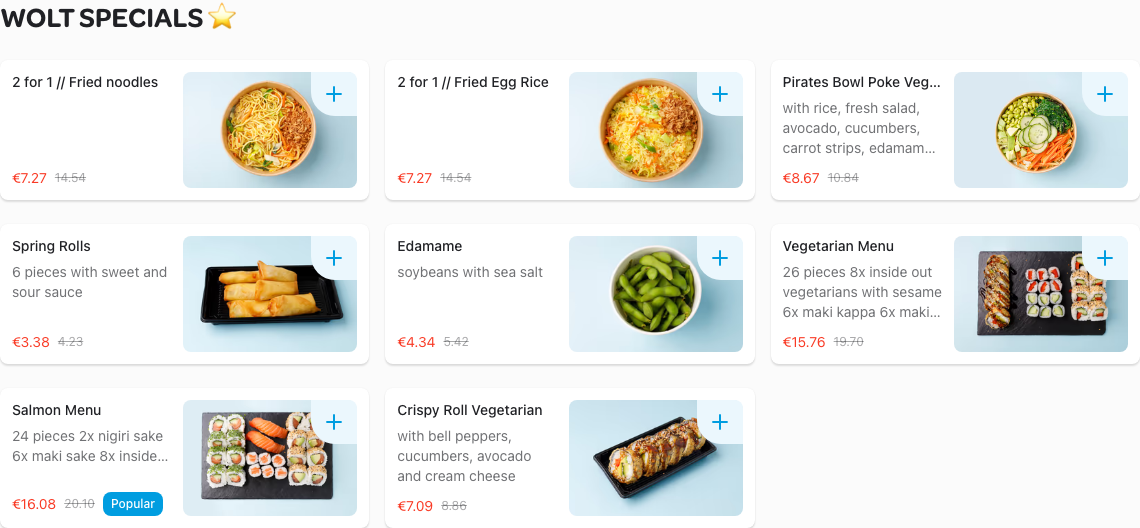 WOLT SPECIALS ⭐
2 for 1 // Fried noodles
€7.27 14.54
2 for 1 // Fried Egg Rice
€7.27 14.54
Pirates Bowl Poke Veg...
with rice, fresh salad,
avocado, cucumbers,
carrot strips, edamam...
€8.67 10.84
Spring Rolls
6 pieces with sweet and
sour sauce
€3.38 4.23
Edamame
soybeans with sea salt
€4.34 5.42
Vegetarian Menu
26 pieces 8x inside out
vegetarians with sesame
6x maki kappa 6x maki...
€15.76 19.70
Salmon Menu
24 pieces 2x nigiri sake
6x maki sake 8x inside...
€16.08 20.10 Popular
Crispy Roll Vegetarian
with bell peppers,
cucumbers, avocado
and cream cheese
€7.09 8.86